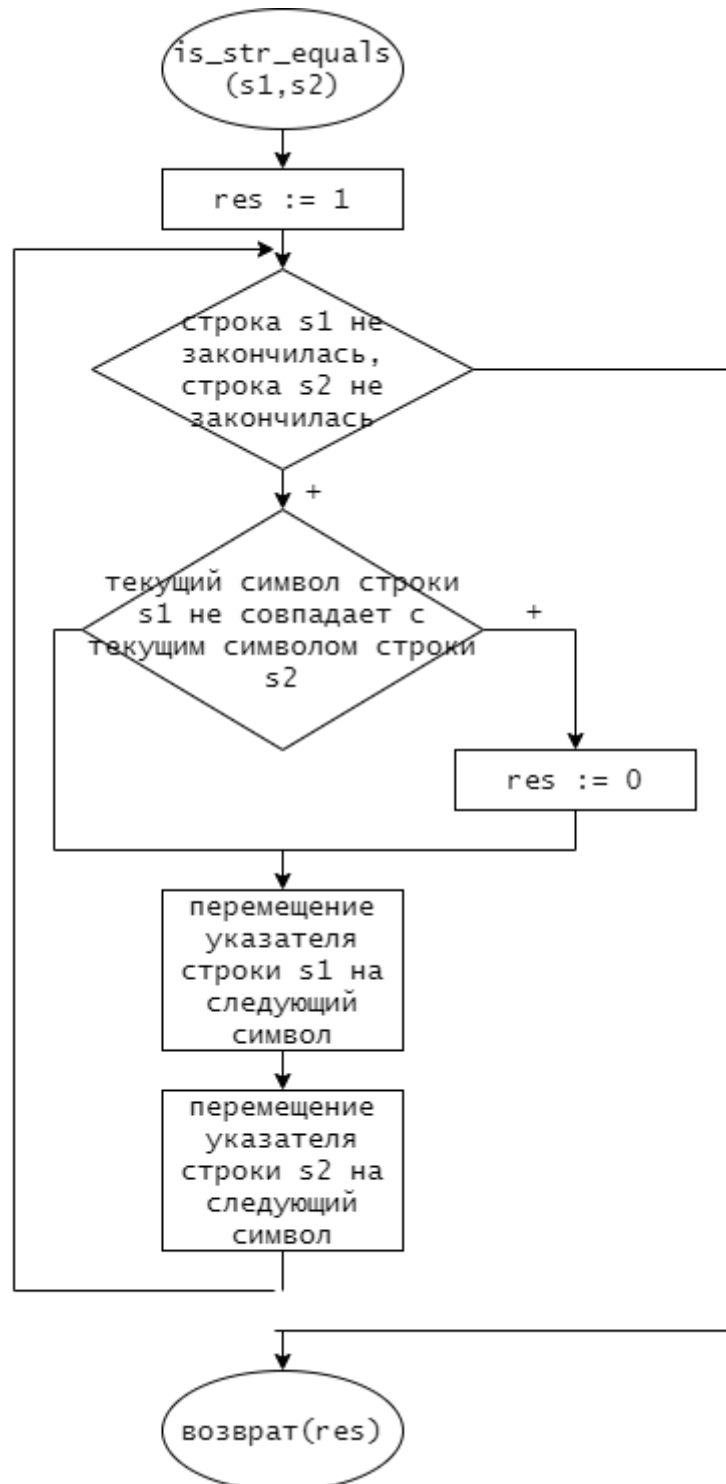 is_str_equals
(s1,s2)
res := 1
строка s1 не
закончилась,
строка s2 не
закончилась
+
текущий символ строки
s1 не совпадает с
текущим символом строки
s2
+
res := 0
перемещение
указателя
строки s1 на
следующий
символ
перемещение
указателя
строки s2 на
следующий
символ
возврат(res)